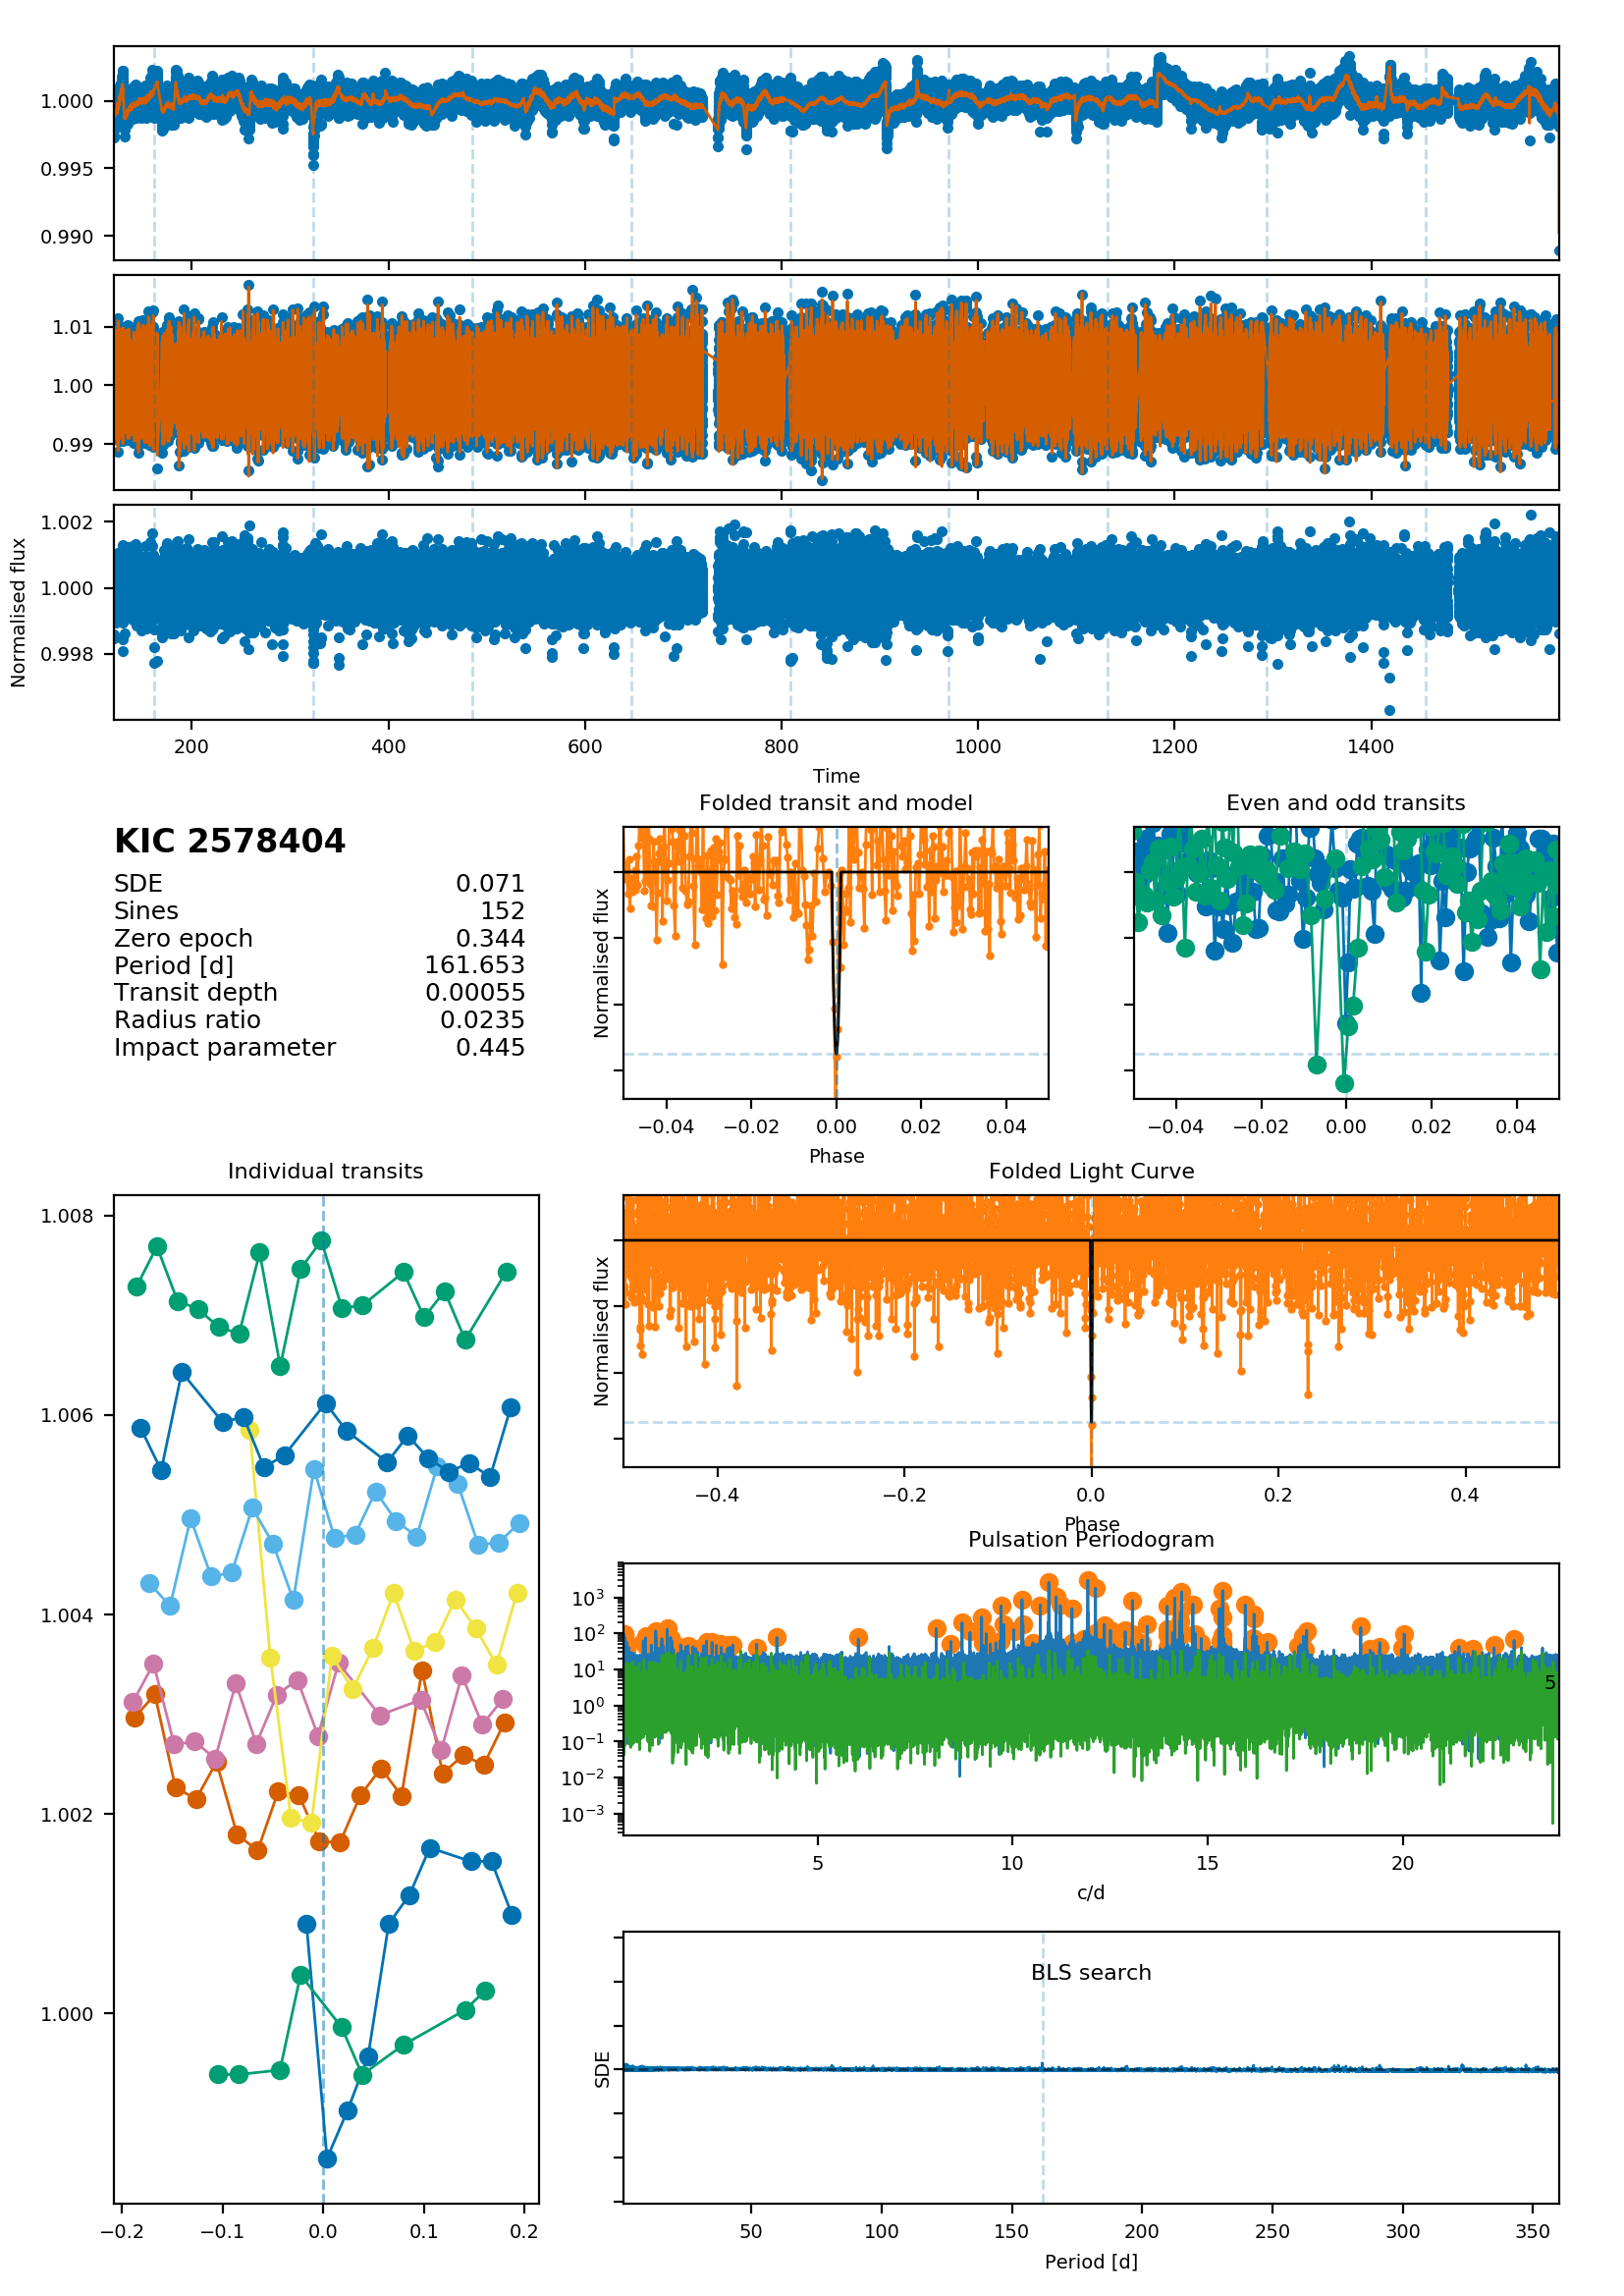 1.000
0.995
0.990
1.01
1.00
0.99
1.002
1.000
0.998
Normalised flux
200 400 600 800 1000 1200 1400
Time
KIC 2578404
SDE 0.071
Sines 152
Zero epoch 0.344
Period [d] 161.653
Transit depth 0.00055
Radius ratio 0.0235
Impact parameter 0.445
Folded transit and model
Normalised flux
−0.04 −0.02 0.00 0.02 0.04
Phase
Even and odd transits
−0.04 −0.02 0.00 0.02 0.04
Individual transits
1.008
1.006
1.004
1.002
1.000
−0.2 −0.1 0.0 0.1 0.2
Folded Light Curve
Normalised flux
−0.4 −0.2 0.0 0.2 0.4
Phase
Pulsation Periodogram
10³
10²
10¹
10⁰
10⁻¹
10⁻²
10⁻³
5
5 10 15 20
c/d
BLS search
SDE
50 100 150 200 250 300 350
Period [d]